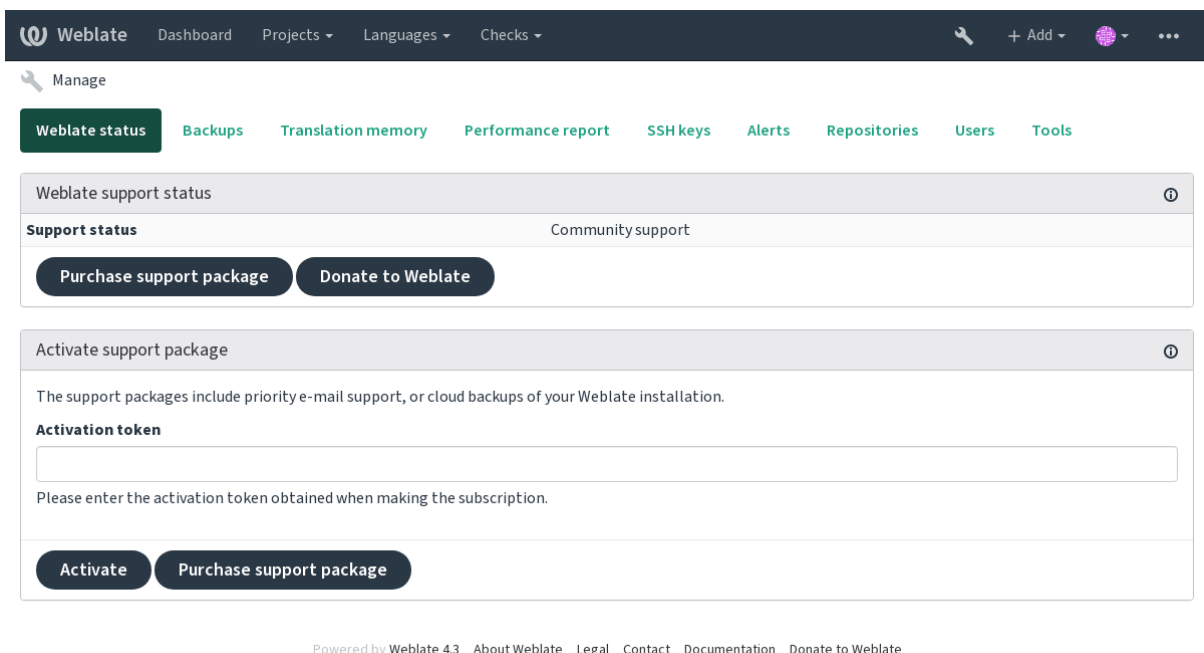 Weblate Dashboard Projects Languages Checks + Add
Manage
Weblate status Backups Translation memory Performance report SSH keys Alerts Repositories Users Tools
Weblate support status
Support status Community support
Purchase support package Donate to Weblate
Activate support package
The support packages include priority e-mail support, or cloud backups of your Weblate installation.
Activation token
Please enter the activation token obtained when making the subscription.
Activate Purchase support package
Powered by Weblate 4.3 About Weblate Legal Contact Documentation Donate to Weblate